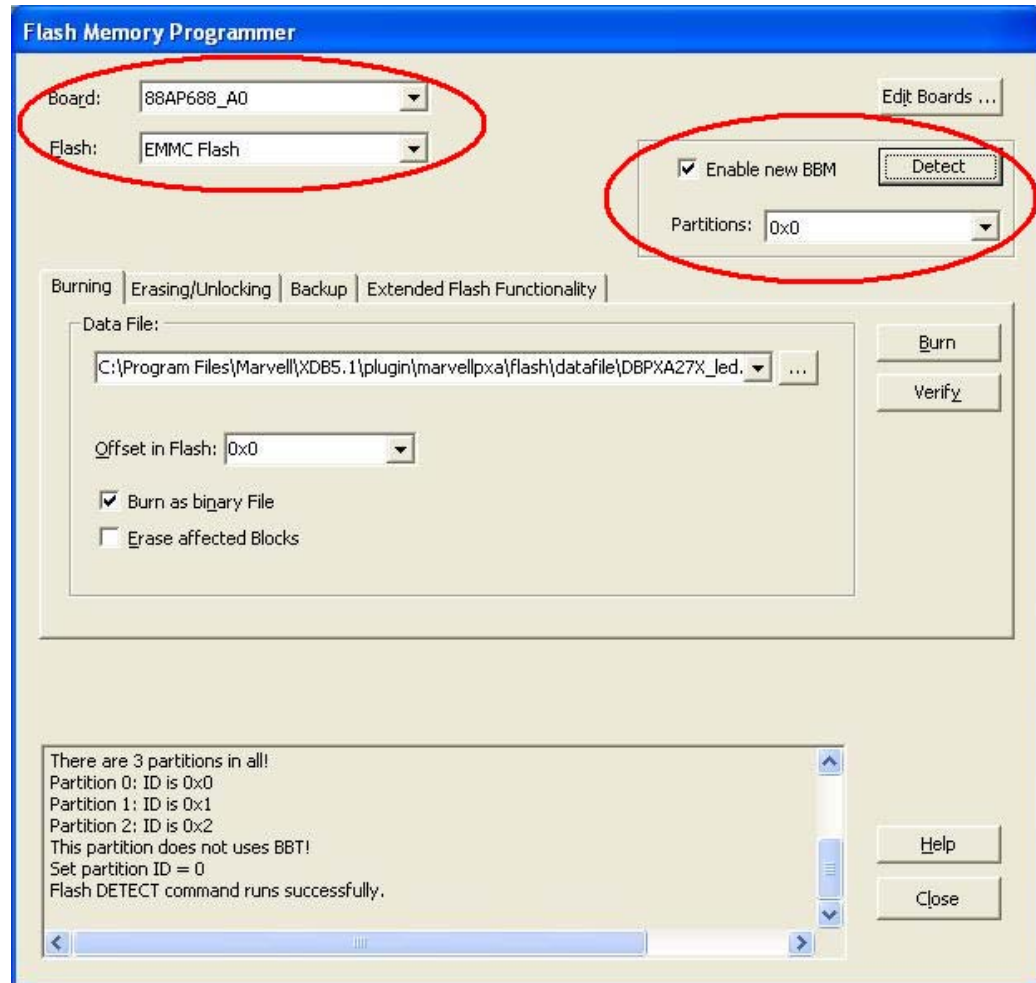 Flash Memory Programmer
Board: 88AP688_A0
Edit Boards ...
Flash: EMMC Flash
Enable new BBM Detect
Partitions: 0x0
Burning Erasing/Unlocking Backup Extended Flash Functionality
Data File:
C:\Program Files\Marvell\XDB5.1\plugin\marvellpxa\flash\datafile\DBPXA27X_led. ...
Burn
Verify
Offset in Flash: 0x0
Burn as binary File
Erase affected Blocks
There are 3 partitions in all!
Partition 0: ID is 0x0
Partition 1: ID is 0x1
Partition 2: ID is 0x2
This partition does not uses BBT!
Set partition ID = 0
Flash DETECT command runs successfully.
Help
Close